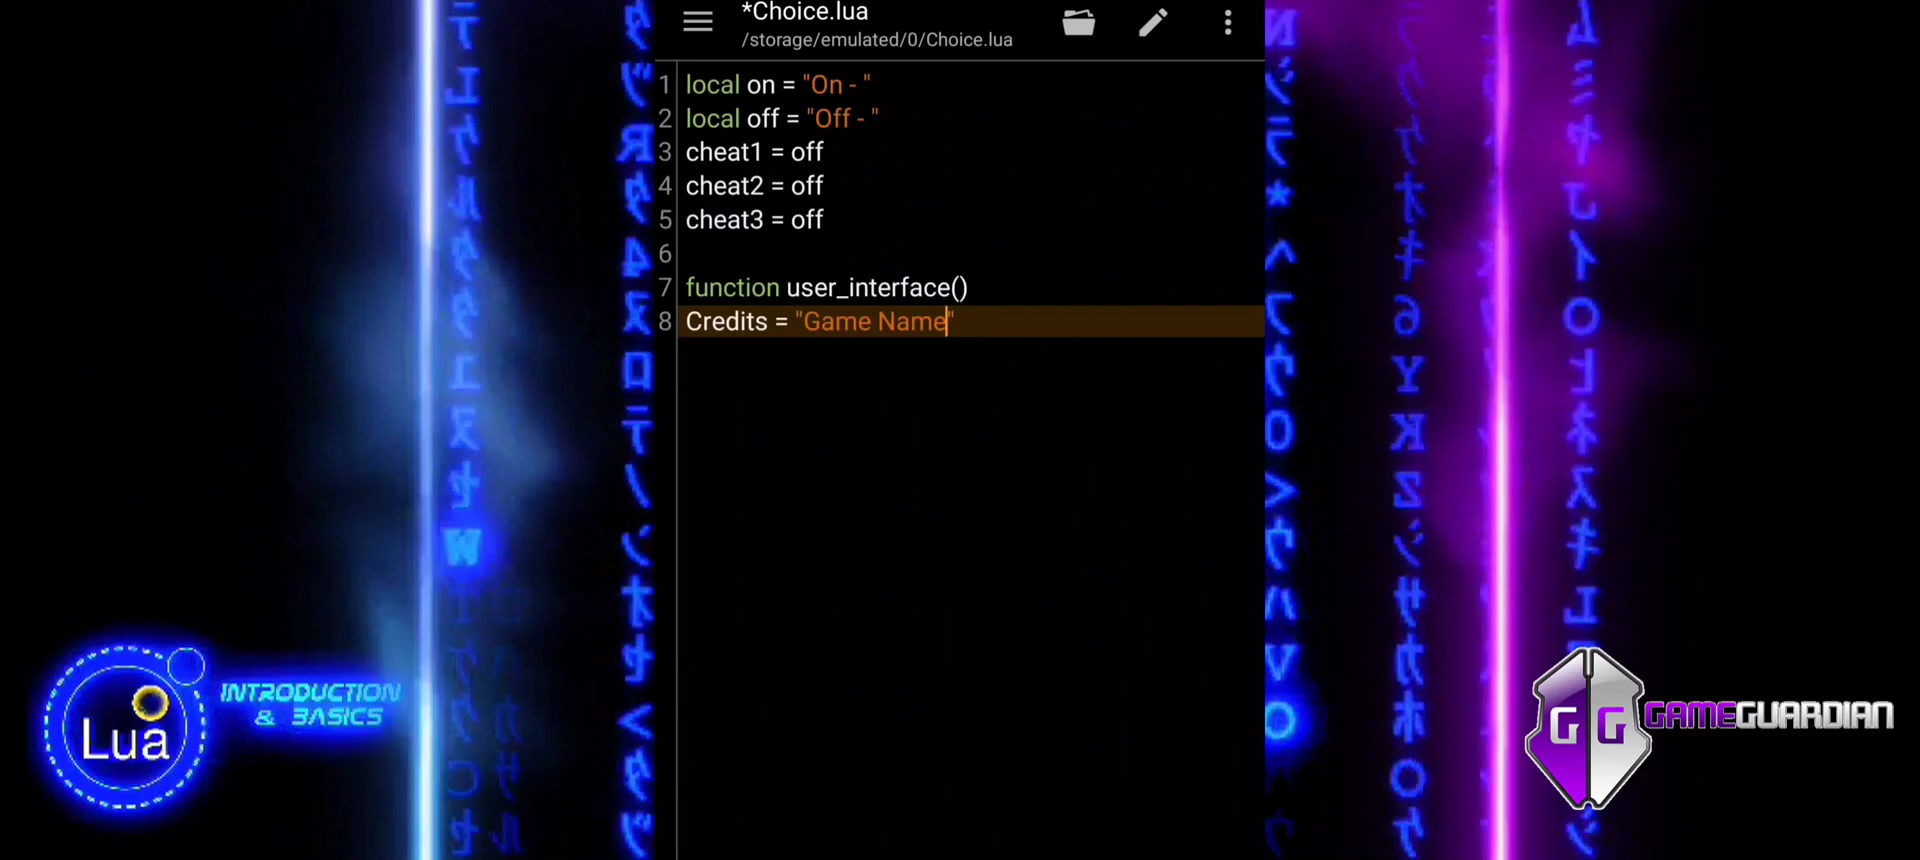 *Choice.lua
/storage/emulated/0/Choice.lua
1 local on = "On - "
2 local off = "Off - "
3 cheat1 = off
4 cheat2 = off
5 cheat3 = off
6
7 function user_interface()
8 Credits = "Game Name"
Lua
INTRODUCTION
& BASICS
GG GAMEGUARDIAN